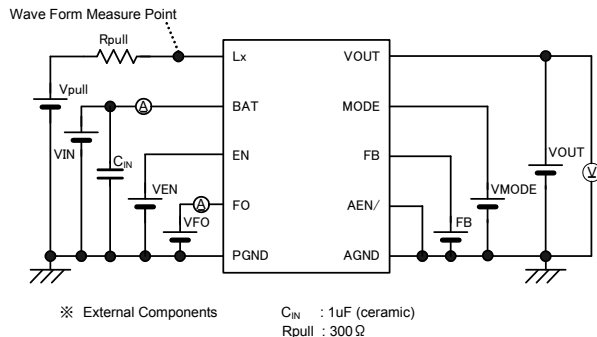 Wave Form Measure Point
Rpull
Vpull
Lx
VOUT
A
BAT
MODE
VIN
CIN
EN
FB
VOUT
V
VEN
A
FO
AEN/
VMODE
VFO
FB
PGND
AGND
※ External Components
CIN : 1uF (ceramic)
Rpull : 300Ω